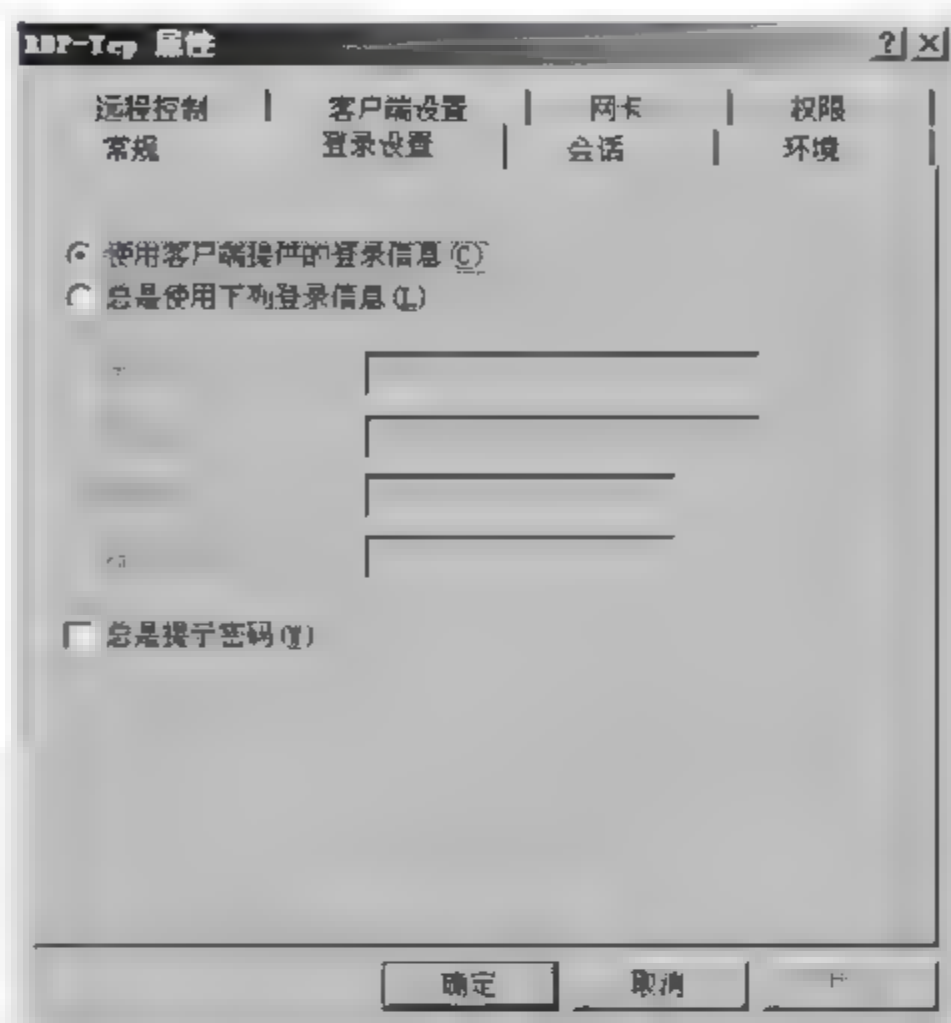 RDP-Tcp 属性
远程控制 客户端设置 网卡 权限
常规 登录设置 会话 环境
使用客户端提供的登录信息(C)
总是使用下列登录信息(L)
总是提示密码
确定 取消